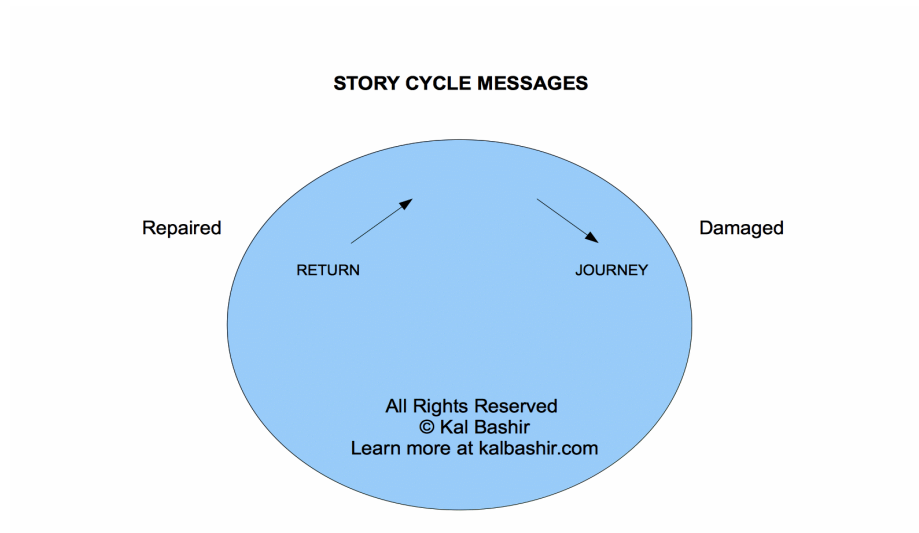 STORY CYCLE MESSAGES
Repaired
Damaged
RETURN
JOURNEY
All Rights Reserved
© Kal Bashir
Learn more at kalbashir.com